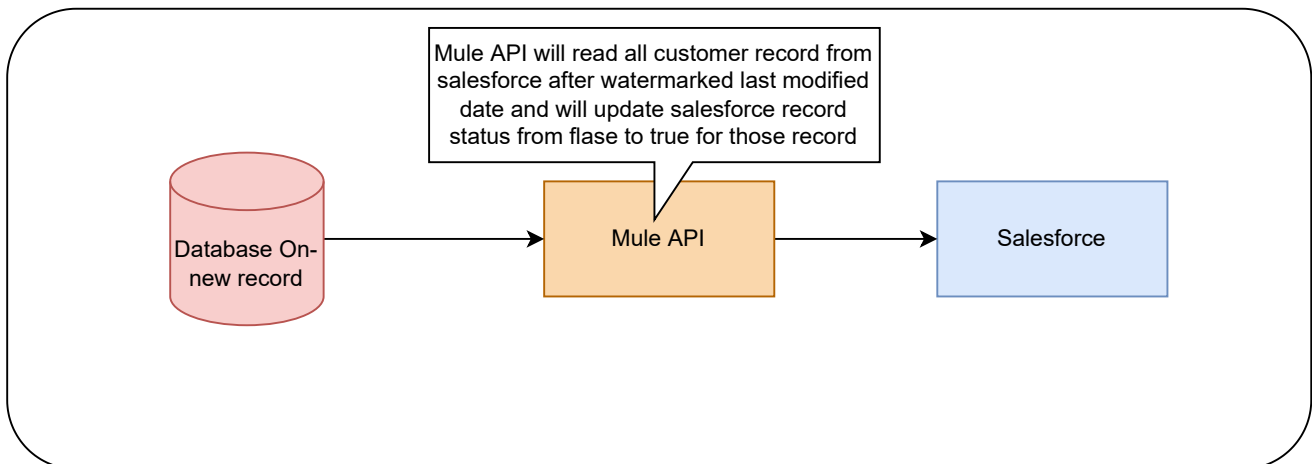 Mule API will read all customer record from
salesforce after watermarked last modified
date and will update salesforce record
status from flase to true for those record
Database On-
new record
Mule API
Salesforce